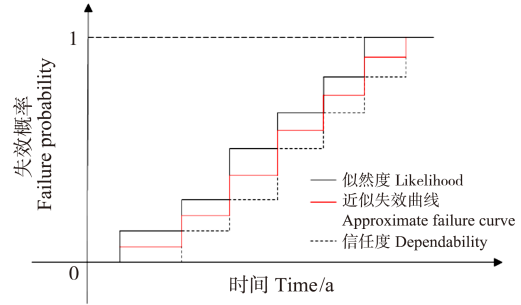 失效概率
Failure probability
1
0
似然度 Likelihood
近似失效曲线
Approximate failure curve
信任度 Dependability
时间 Time/a